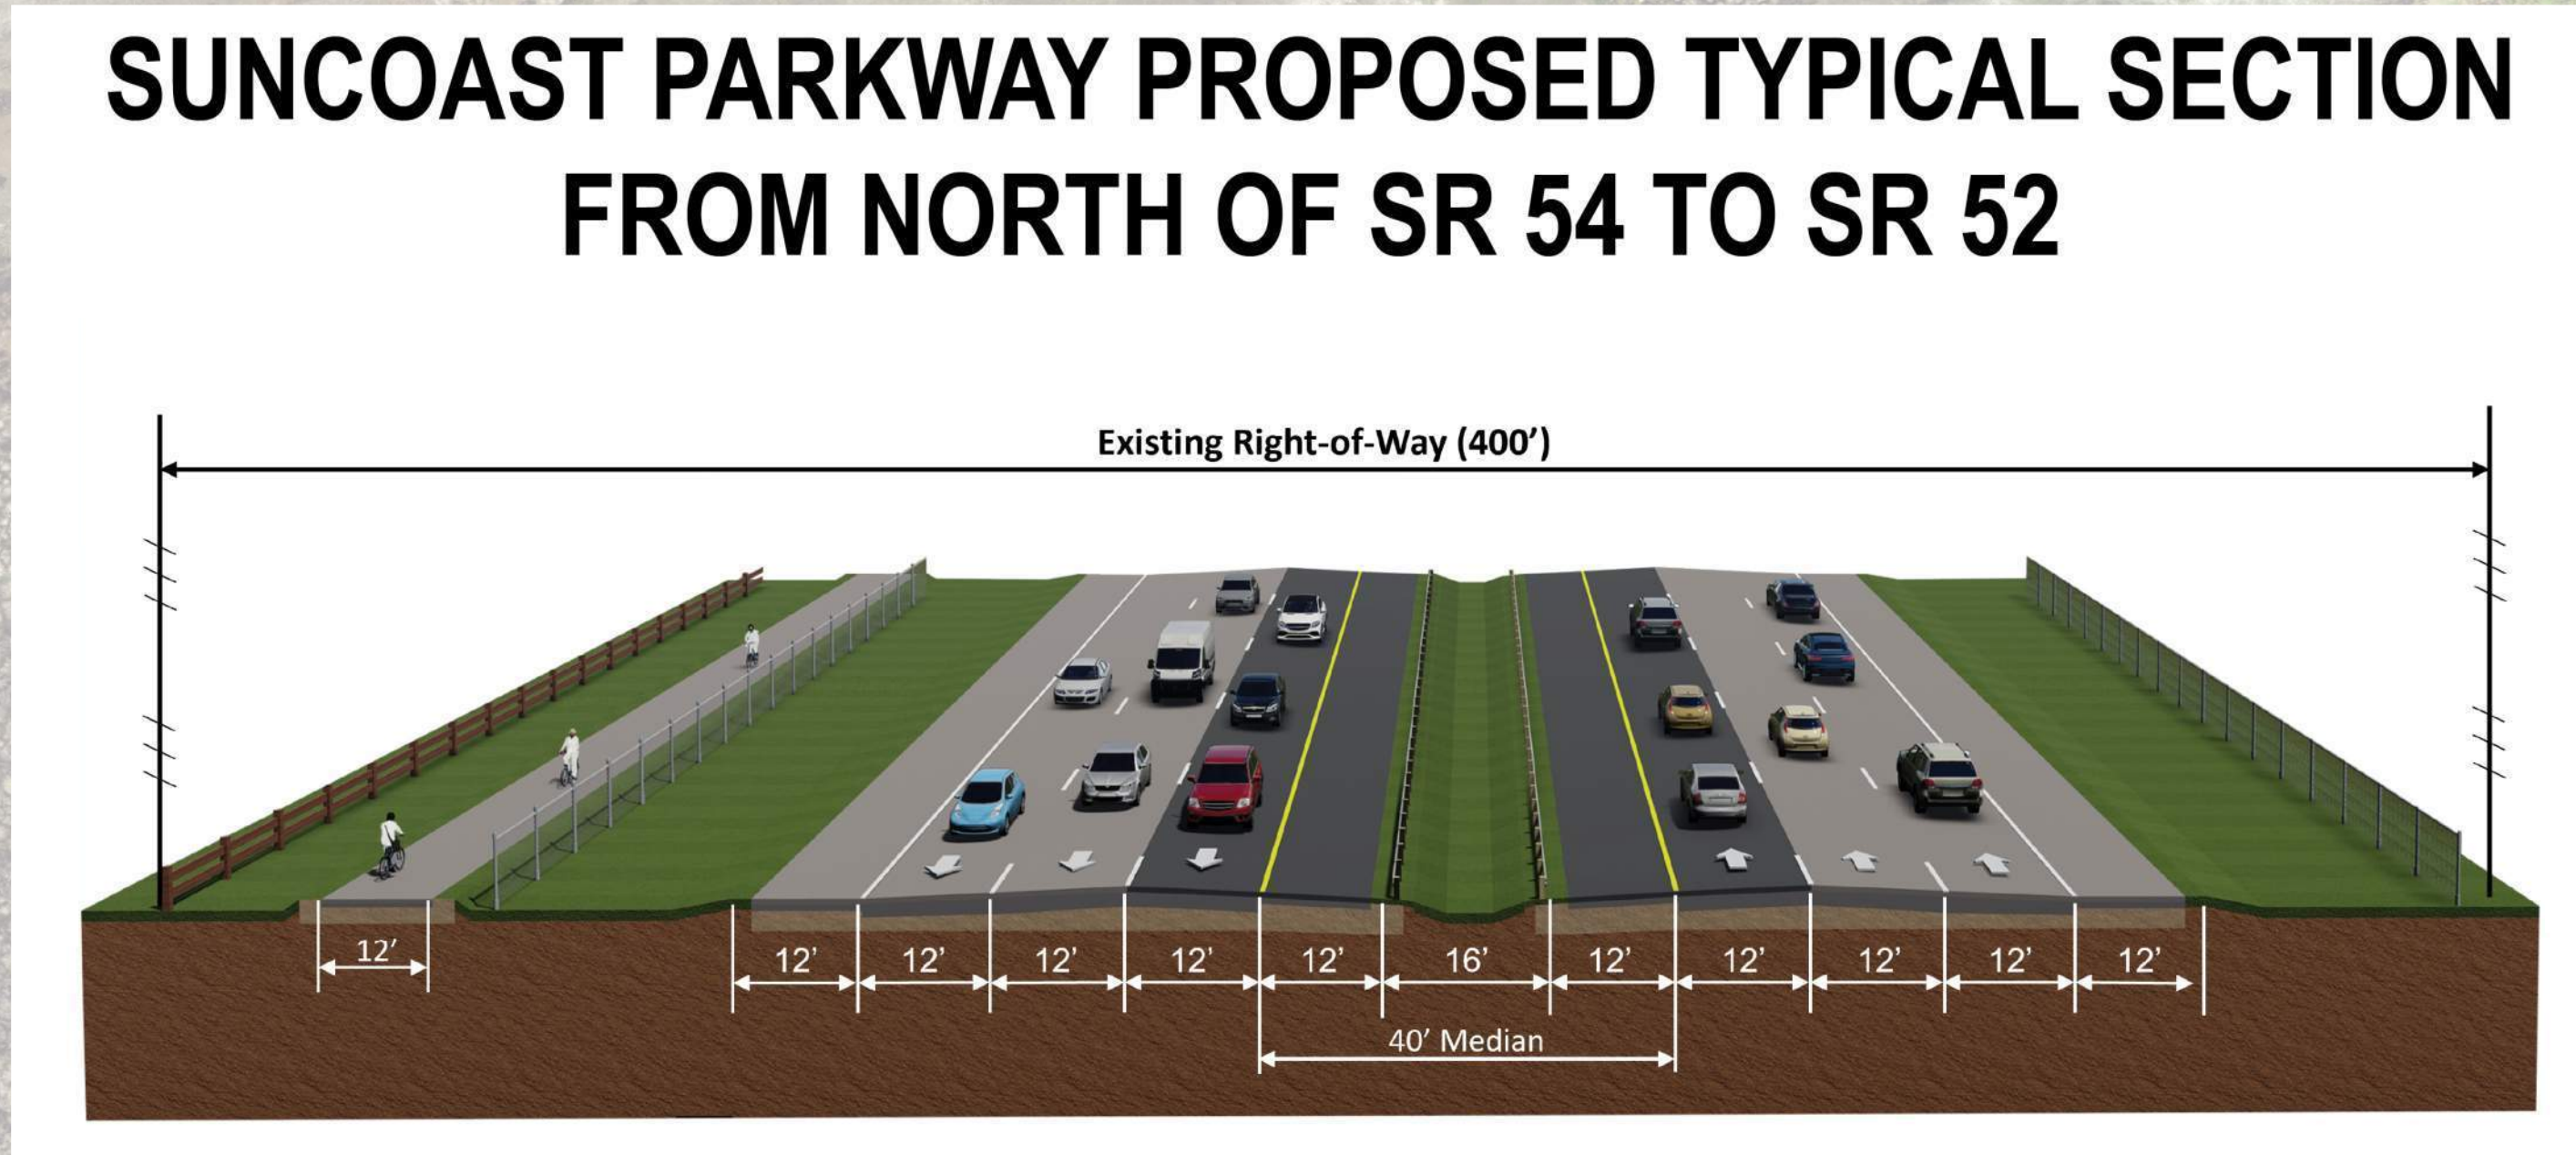 SUNCOAST PARKWAY PROPOSED TYPICAL SECTION
FROM NORTH OF SR 54 TO SR 52
Existing Right-of-Way (400’)
12’
12’ 12’ 12’ 12’ 12’ 16’ 12’ 12’ 12’ 12’ 12’
40’ Median